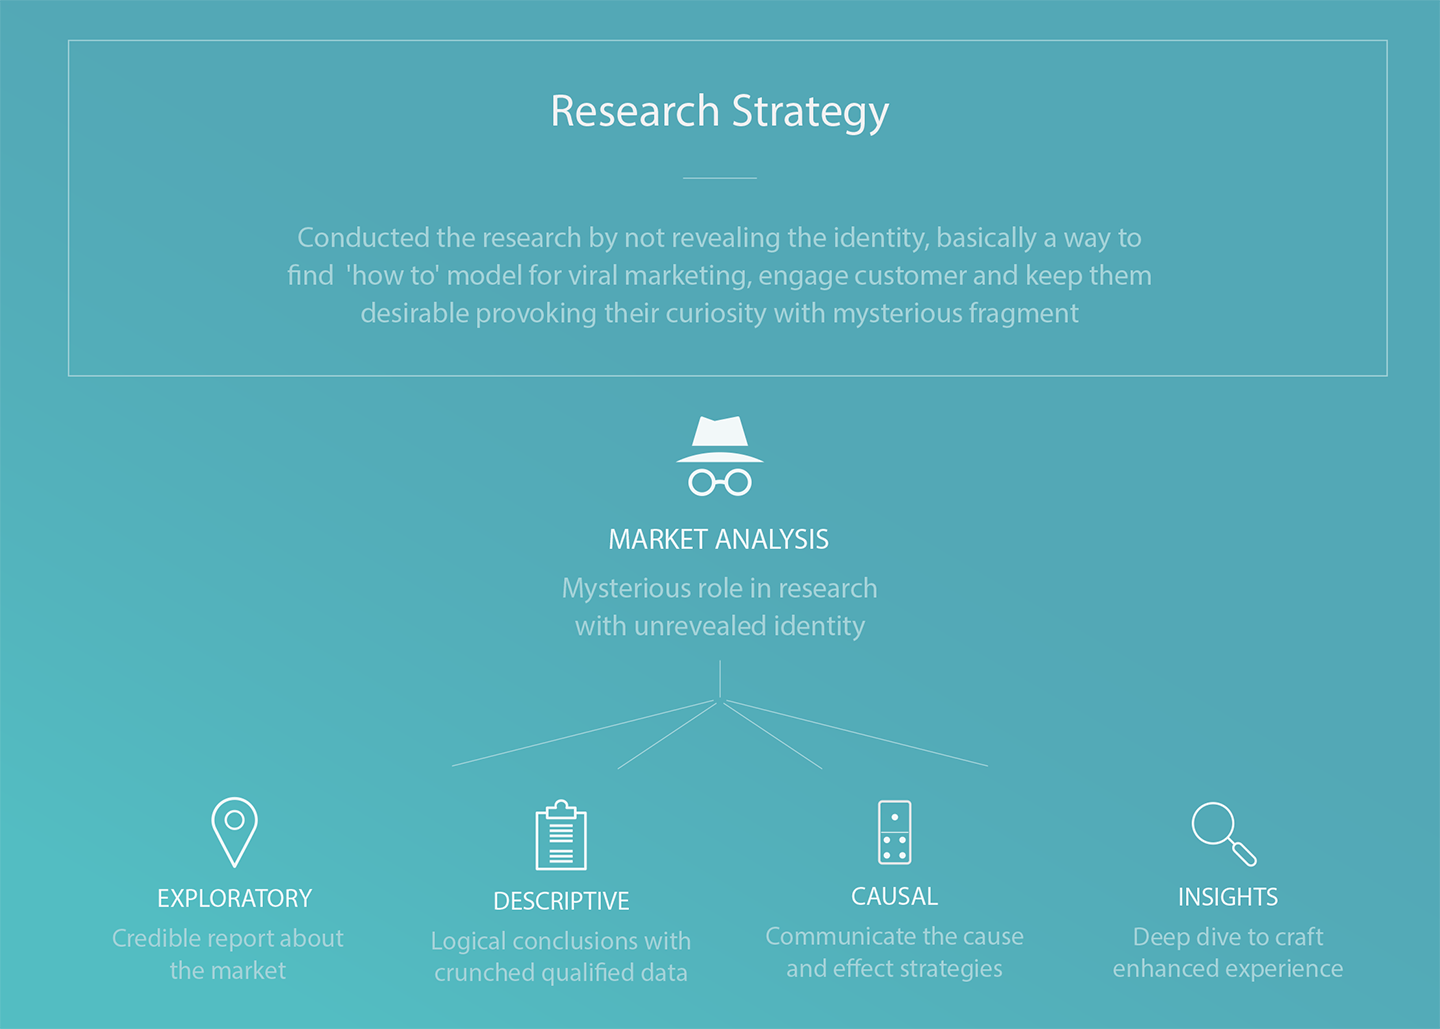 Research Strategy
Conducted the research by not revealing the identity, basically a way to
find 'how to' model for viral marketing, engage customer and keep them
desirable provoking their curiosity with mysterious fragment
MARKET ANALYSIS
Mysterious role in research
with unrevealed identity
EXPLORATORY
Credible report about
the market
DESCRIPTIVE
Logical conclusions with
crunched qualified data
CAUSAL
Communicate the cause
and effect strategies
INSIGHTS
Deep dive to craft
enhanced experience